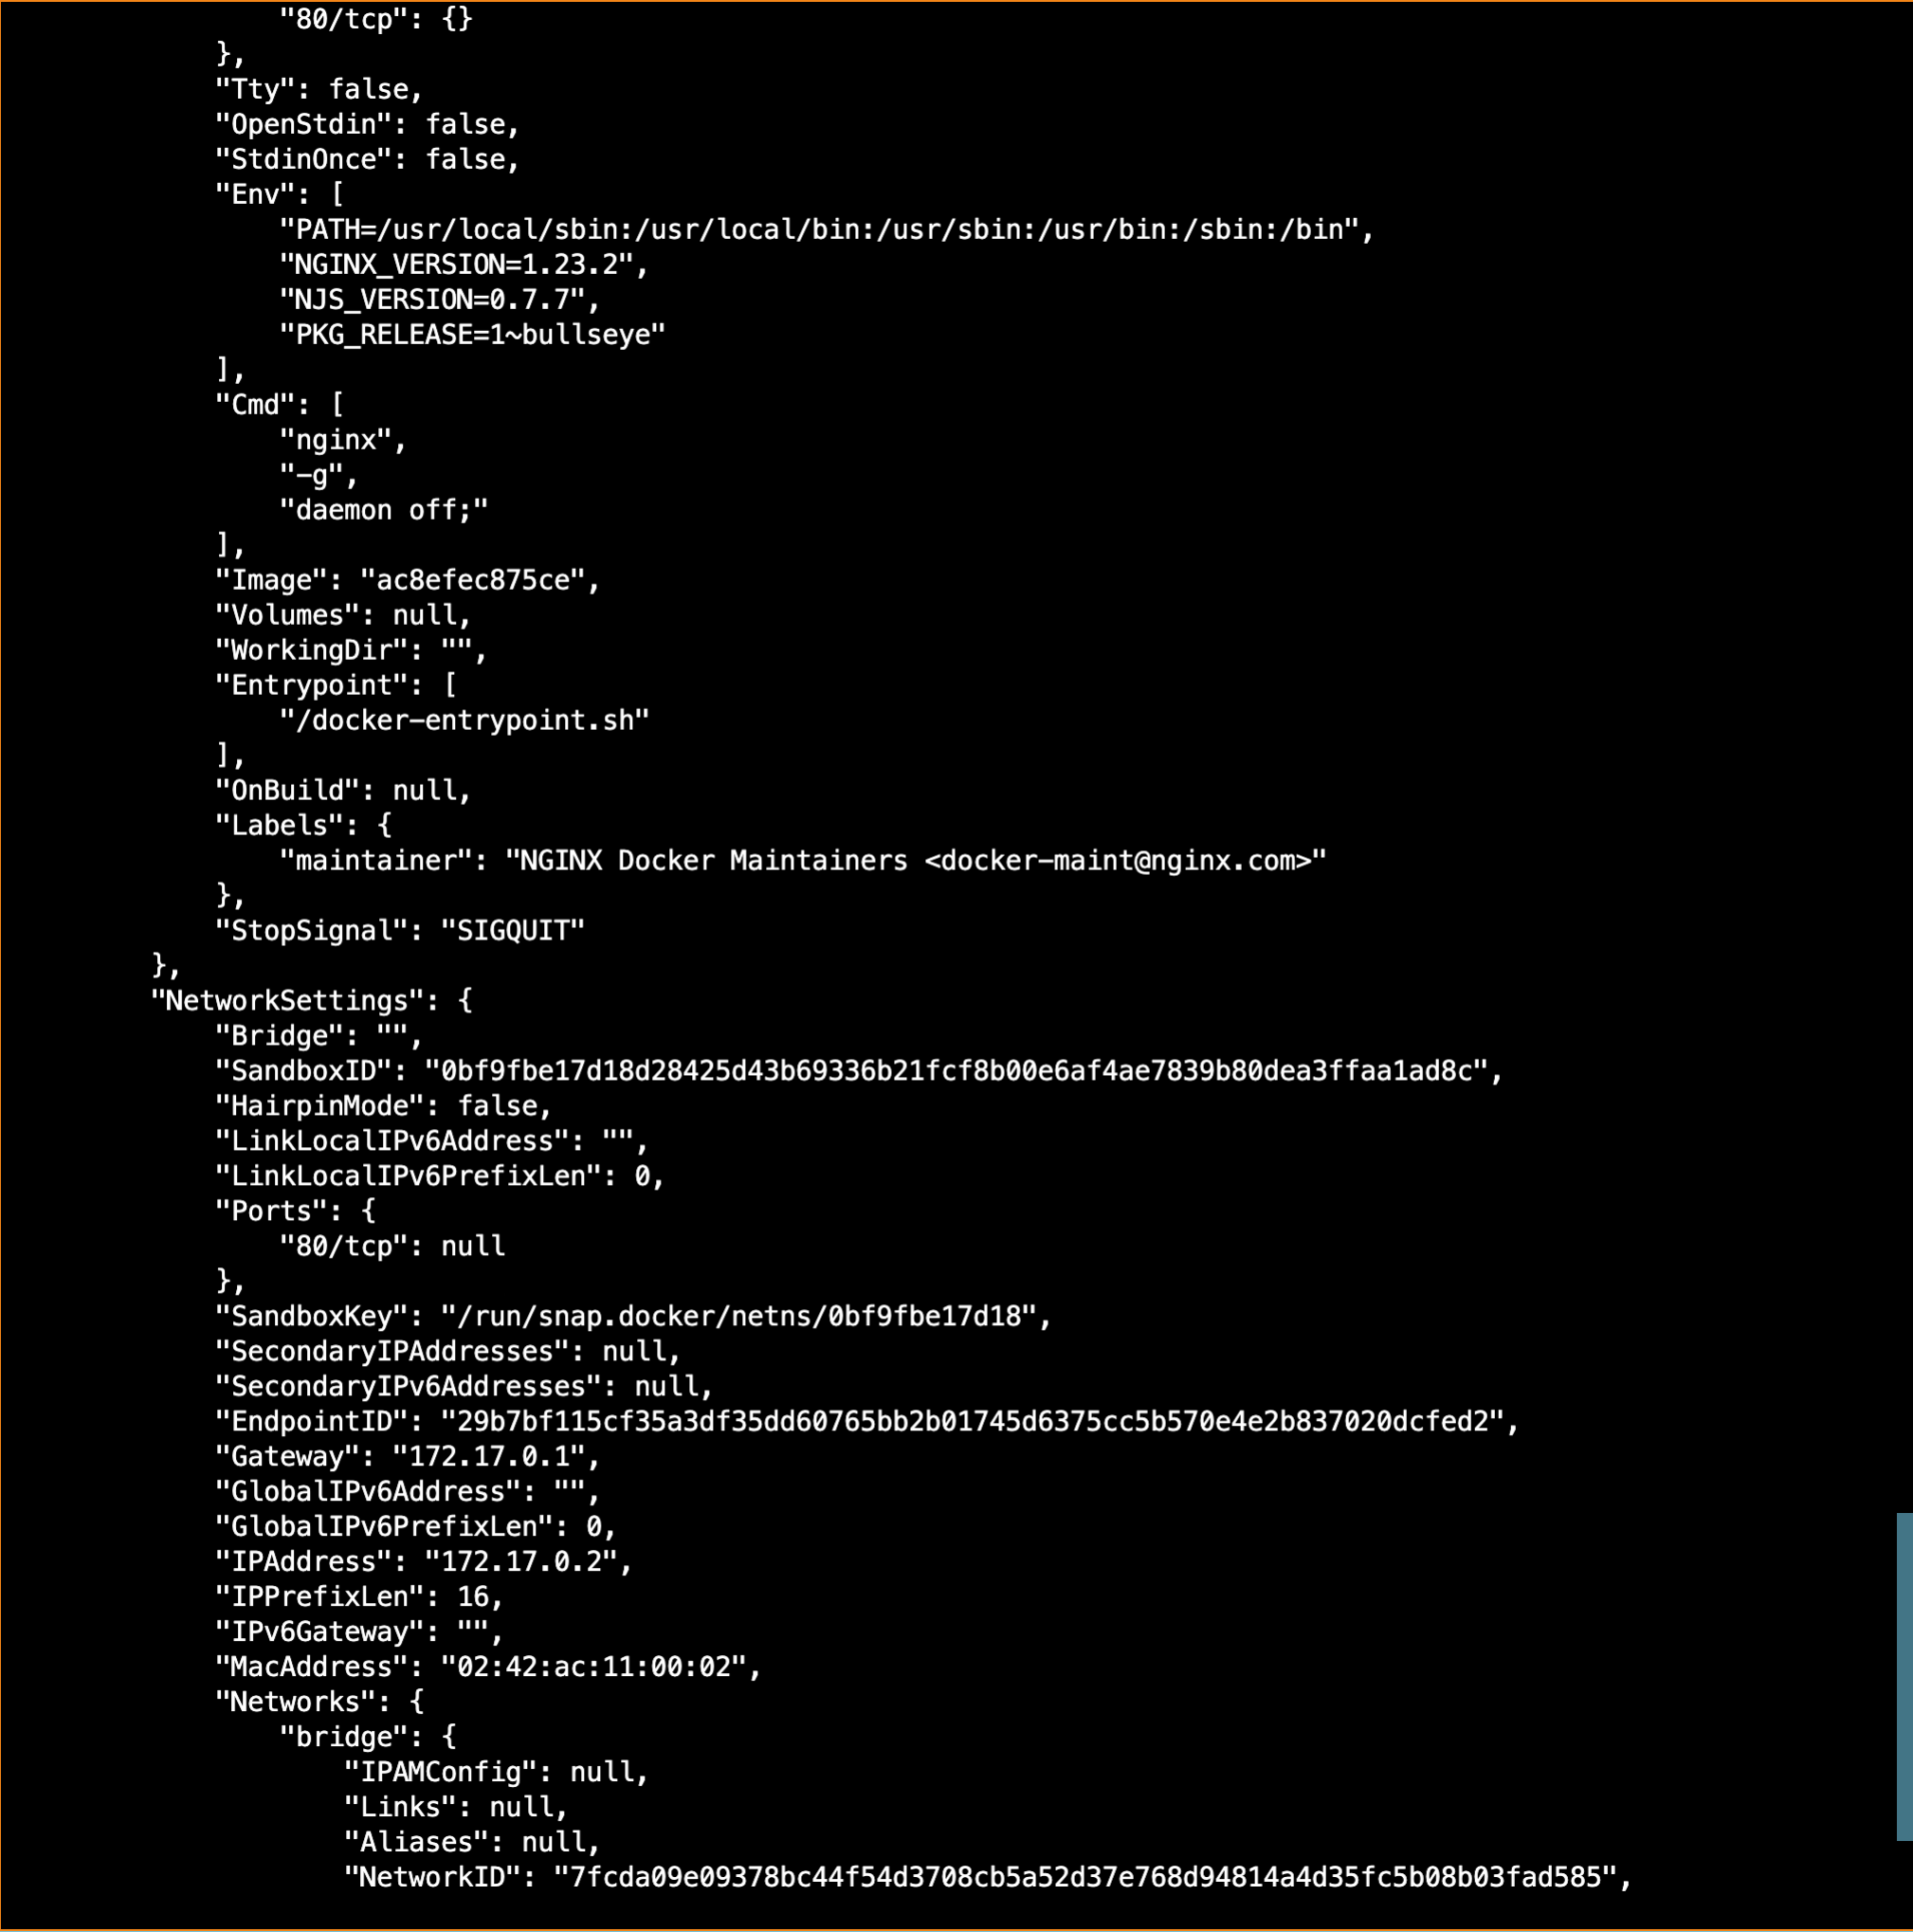 "80/tcp": {}
},
"Tty": false,
"OpenStdin": false,
"StdinOnce": false,
"Env": [
"PATH=/usr/local/sbin:/usr/local/bin:/usr/sbin:/usr/bin:/sbin:/bin",
"NGINX_VERSION=1.23.2",
"NJS_VERSION=0.7.7",
"PKG_RELEASE=1~bullseye"
],
"Cmd": [
"nginx",
"-g",
"daemon off;"
],
"Image": "ac8efec875ce",
"Volumes": null,
"WorkingDir": "",
"Entrypoint": [
"/docker-entrypoint.sh"
],
"OnBuild": null,
"Labels": {
"maintainer": "NGINX Docker Maintainers <docker-maint@nginx.com>"
},
"StopSignal": "SIGQUIT"
},
"NetworkSettings": {
"Bridge": "",
"SandboxID": "0bf9fbe17d18d28425d43b69336b21fcf8b00e6af4ae7839b80dea3ffaa1ad8c",
"HairpinMode": false,
"LinkLocalIPv6Address": "",
"LinkLocalIPv6PrefixLen": 0,
"Ports": {
"80/tcp": null
},
"SandboxKey": "/run/snap.docker/netns/0bf9fbe17d18",
"SecondaryIPAddresses": null,
"SecondaryIPv6Addresses": null,
"EndpointID": "29b7bf115cf35a3df35dd60765bb2b01745d6375cc5b570e4e2b837020dcfed2",
"Gateway": "172.17.0.1",
"GlobalIPv6Address": "",
"GlobalIPv6PrefixLen": 0,
"IPAddress": "172.17.0.2",
"IPPrefixLen": 16,
"IPv6Gateway": "",
"MacAddress": "02:42:ac:11:00:02",
"Networks": {
"bridge": {
"IPAMConfig": null,
"Links": null,
"Aliases": null,
"NetworkID": "7fcda09e09378bc44f54d3708cb5a52d37e768d94814a4d35fc5b08b03fad585",